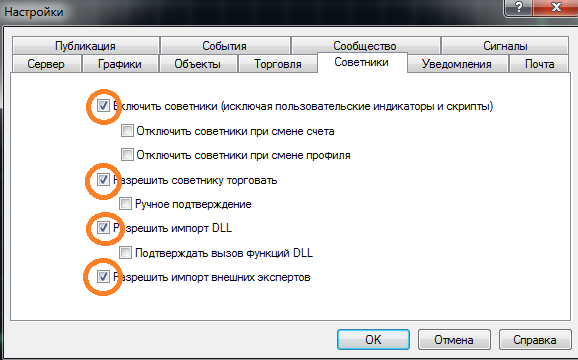 Настройки
Публикация События Сообщество Сигналы
Сервер Графики Объекты Торговля Советники Уведомления Почта
Включить советники (исключая пользовательские индикаторы и скрипты)
Отключить советники при смене счета
Отключить советники при смене профиля
Разрешить советнику торговать
Ручное подтверждение
Разрешить импорт DLL
Подтверждать вызов функций DLL
Разрешить импорт внешних экспертов
OK Отмена Справка